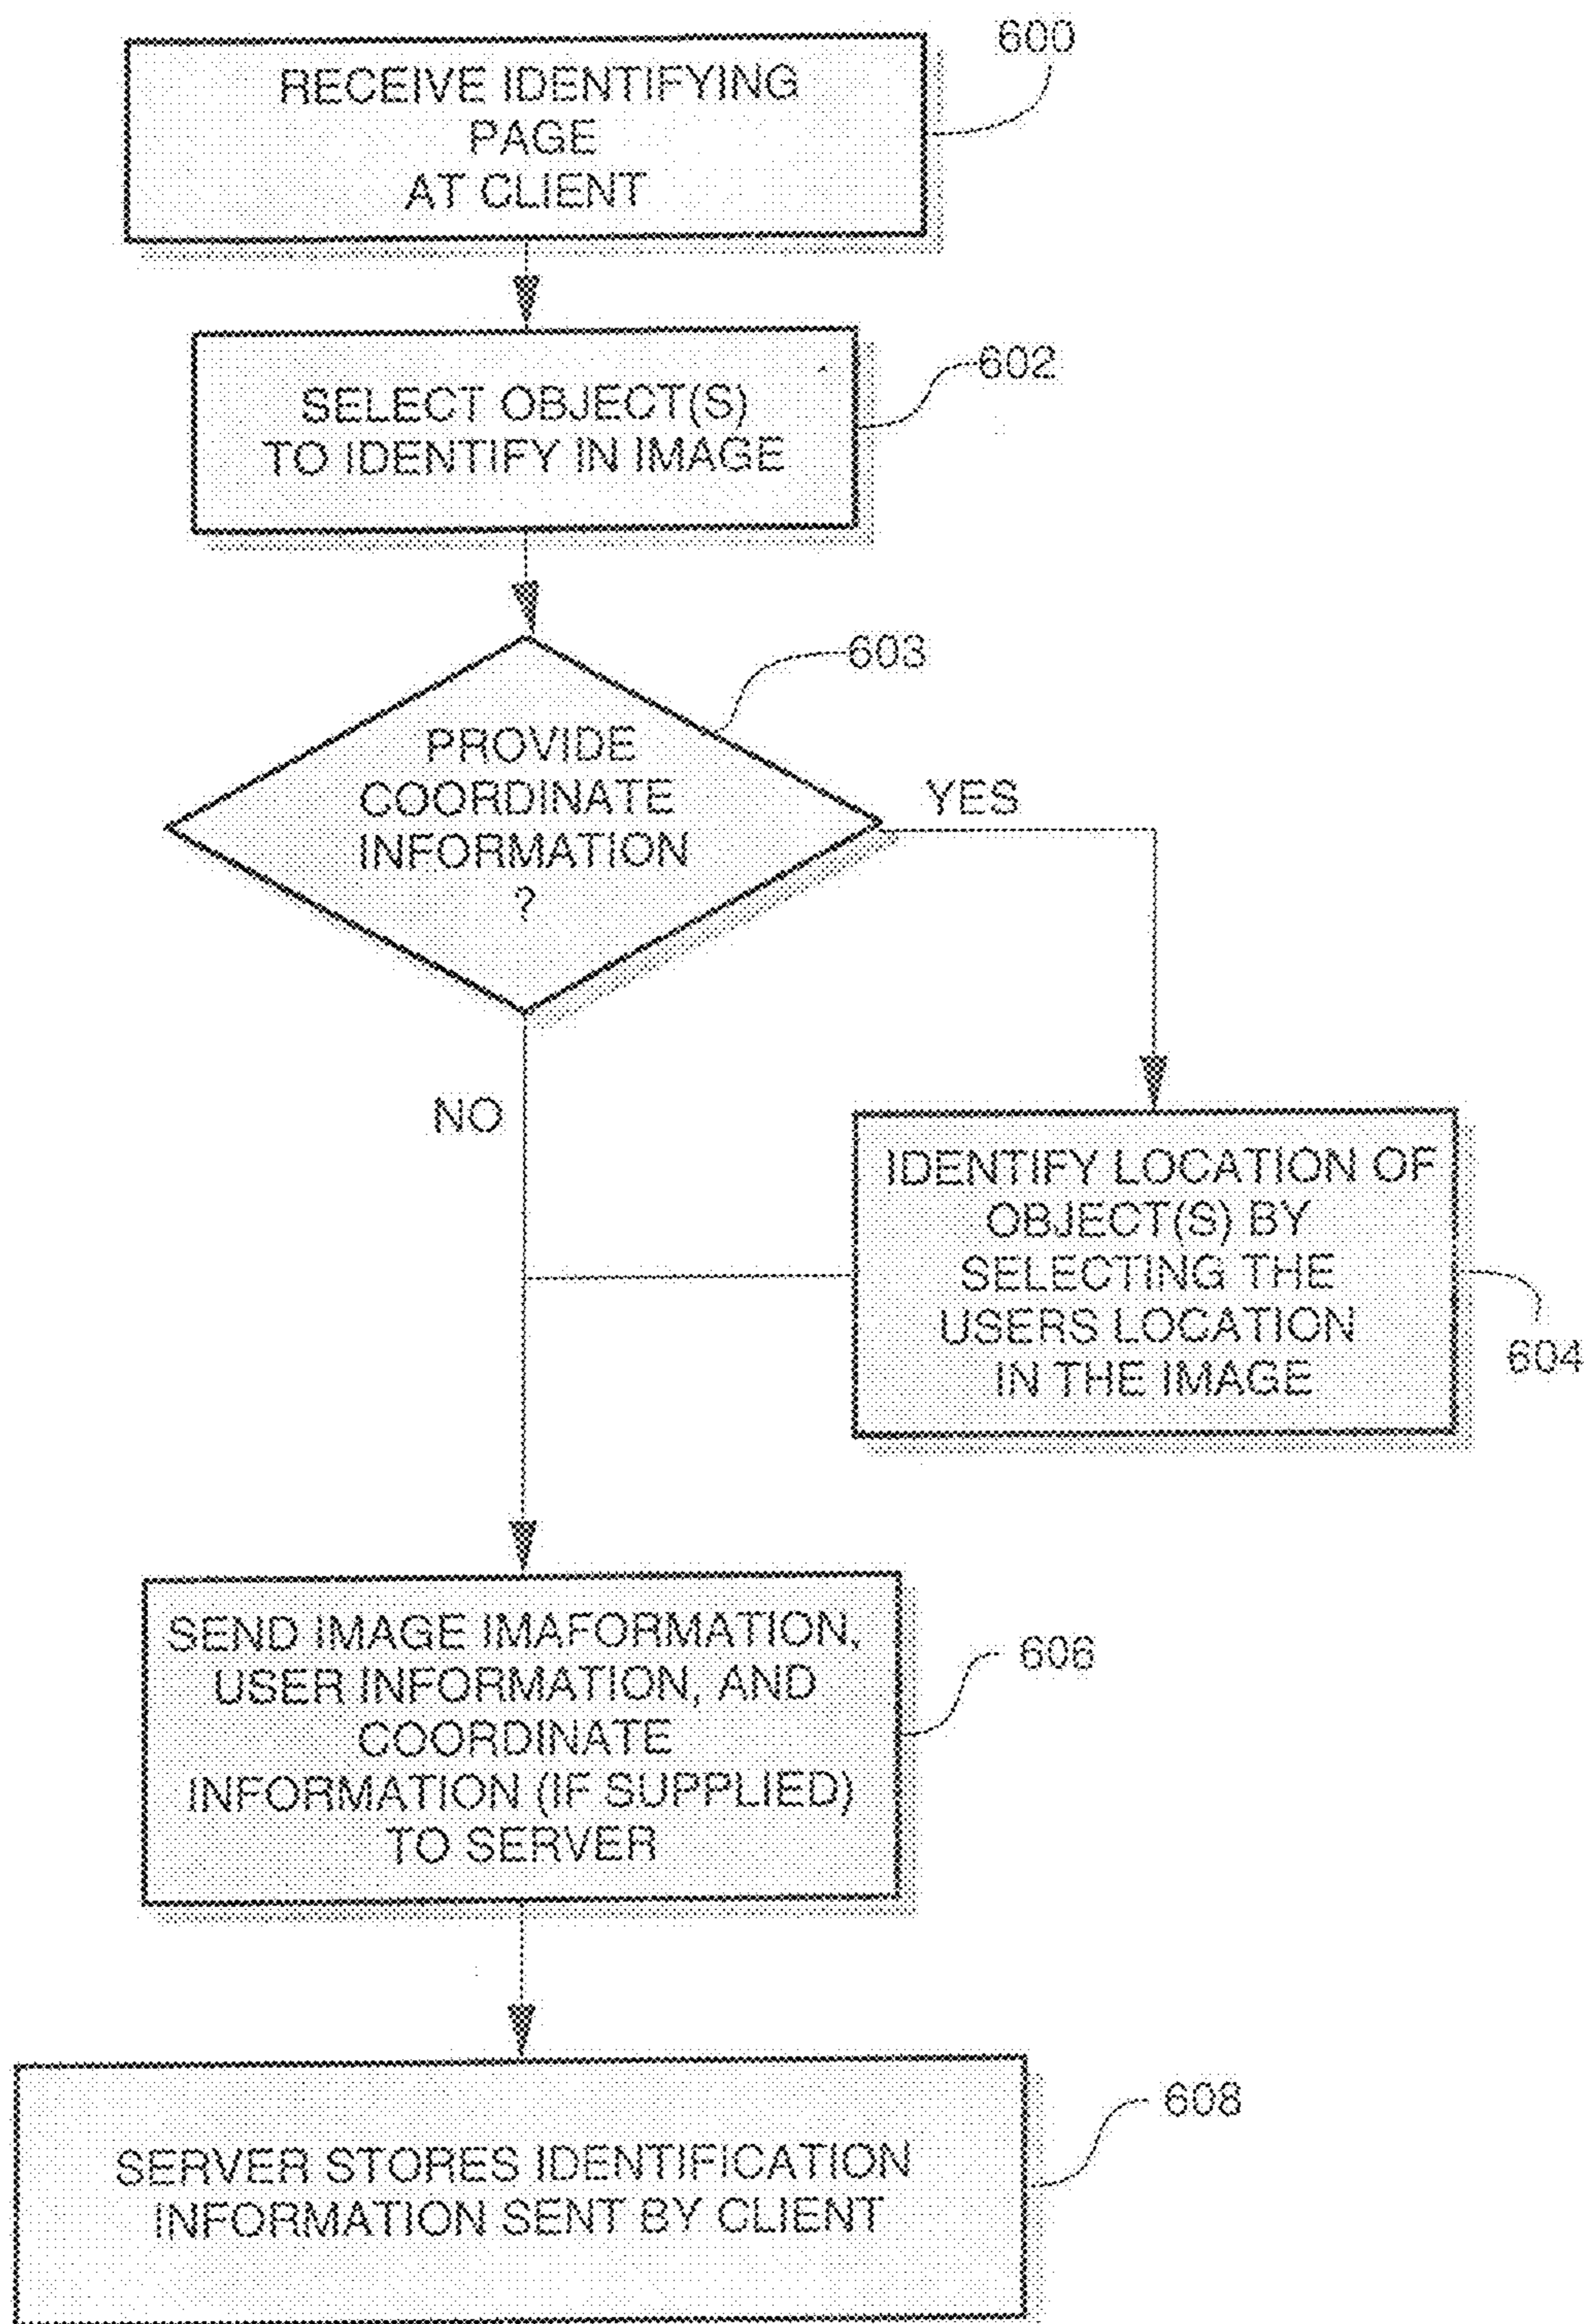 600
RECEIVE IDENTIFYING
PAGE
AT CLIENT
602
SELECT OBJECT(S)
TO IDENTIFY IN IMAGE
603
PROVIDE
COORDINATE
INFORMATION
?
YES
NO
IDENTIFY LOCATION OF
OBJECT(S) BY
SELECTING THE
USERS LOCATION
IN THE IMAGE
604
SEND IMAGE IMAFORMATION,
USER INFORMATION, AND
COORDINATE
INFORMATION (IF SUPPLIED)
TO SERVER
606
608
SERVER STORES IDENTIFICATION
INFORMATION SENT BY CLIENT